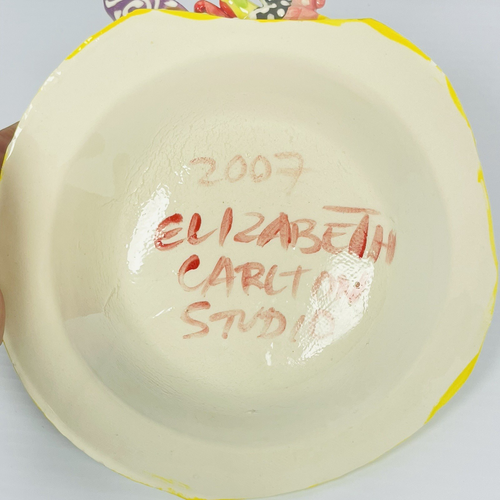 2007
ELIZABETH
CARLTON
STUDIO